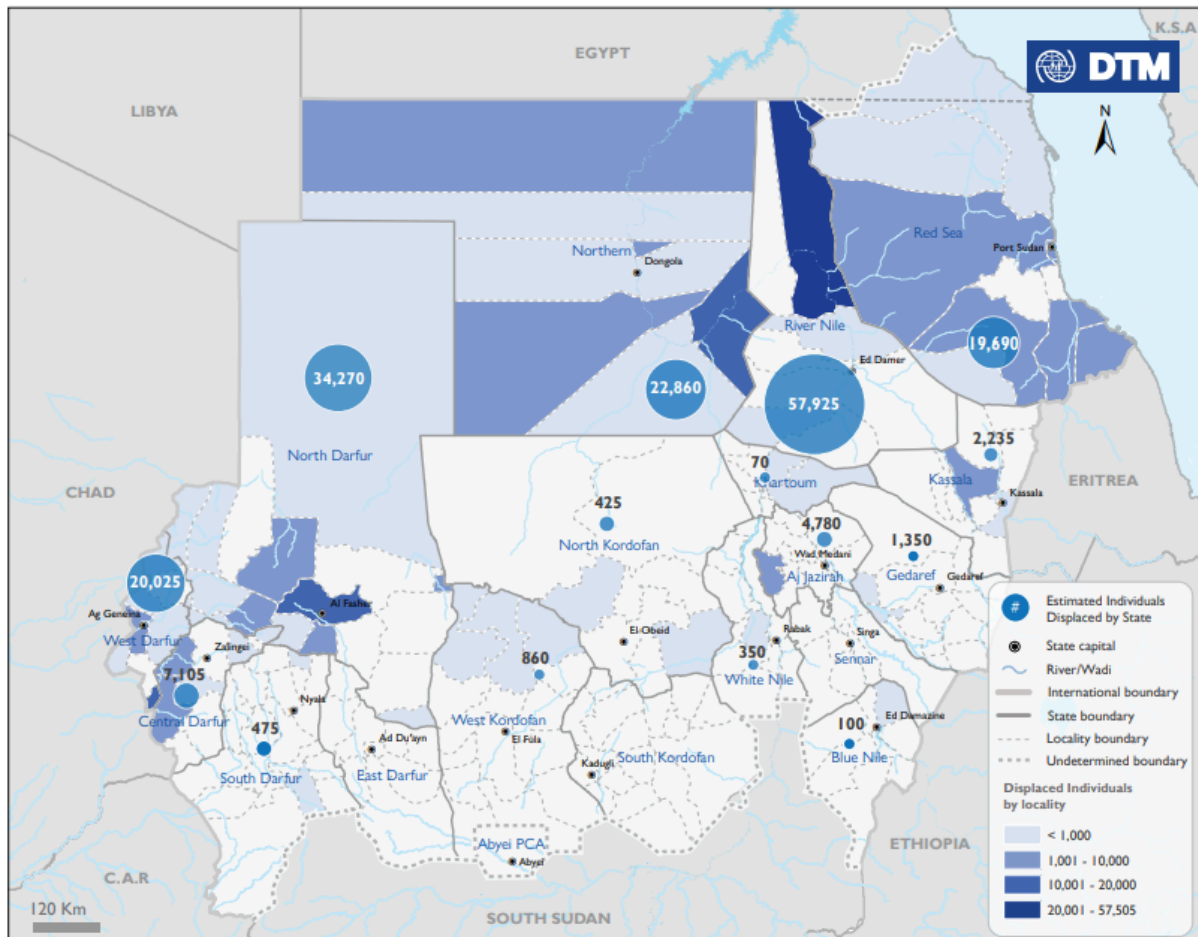 K.S.A
EGYPT
DTM
LIBYA
N
Red Sea
Port Sudan
Northern
Dongola
River Nile
19,690
Ed Damer
34,270
22,860
57,925
2,235
North Darfur
70
Khartoum
Kassala
CHAD
ERITREA
425
Kassala
4,780
North Kordofan
1,350
Wad Medani
Aj Jazirah
Gedaref
20,025
Gedaref
Al Fasher
Ag Geneina
West Darfur
El-Obeid
Rabak
Singa
Zalingei
860
350
Sennar
7,105
White Nile
Central Darfur
Nyala
475
West Kordofan
Ed Damazine
100
El Fula
Ad Du'ayn
South Kordofan
Blue Nile
South Darfur
East Darfur
Kadugli
Abyei PCA
ETHIOPIA
Abyei
C.A.R
120 Km
SOUTH SUDAN
# Estimated Individuals
Displaced by State
State capital
River/Wadi
International boundary
State boundary
Locality boundary
Undetermined boundary
Displaced Individuals
by locality
< 1,000
1,001 - 10,000
10,001 - 20,000
20,001 - 57,505